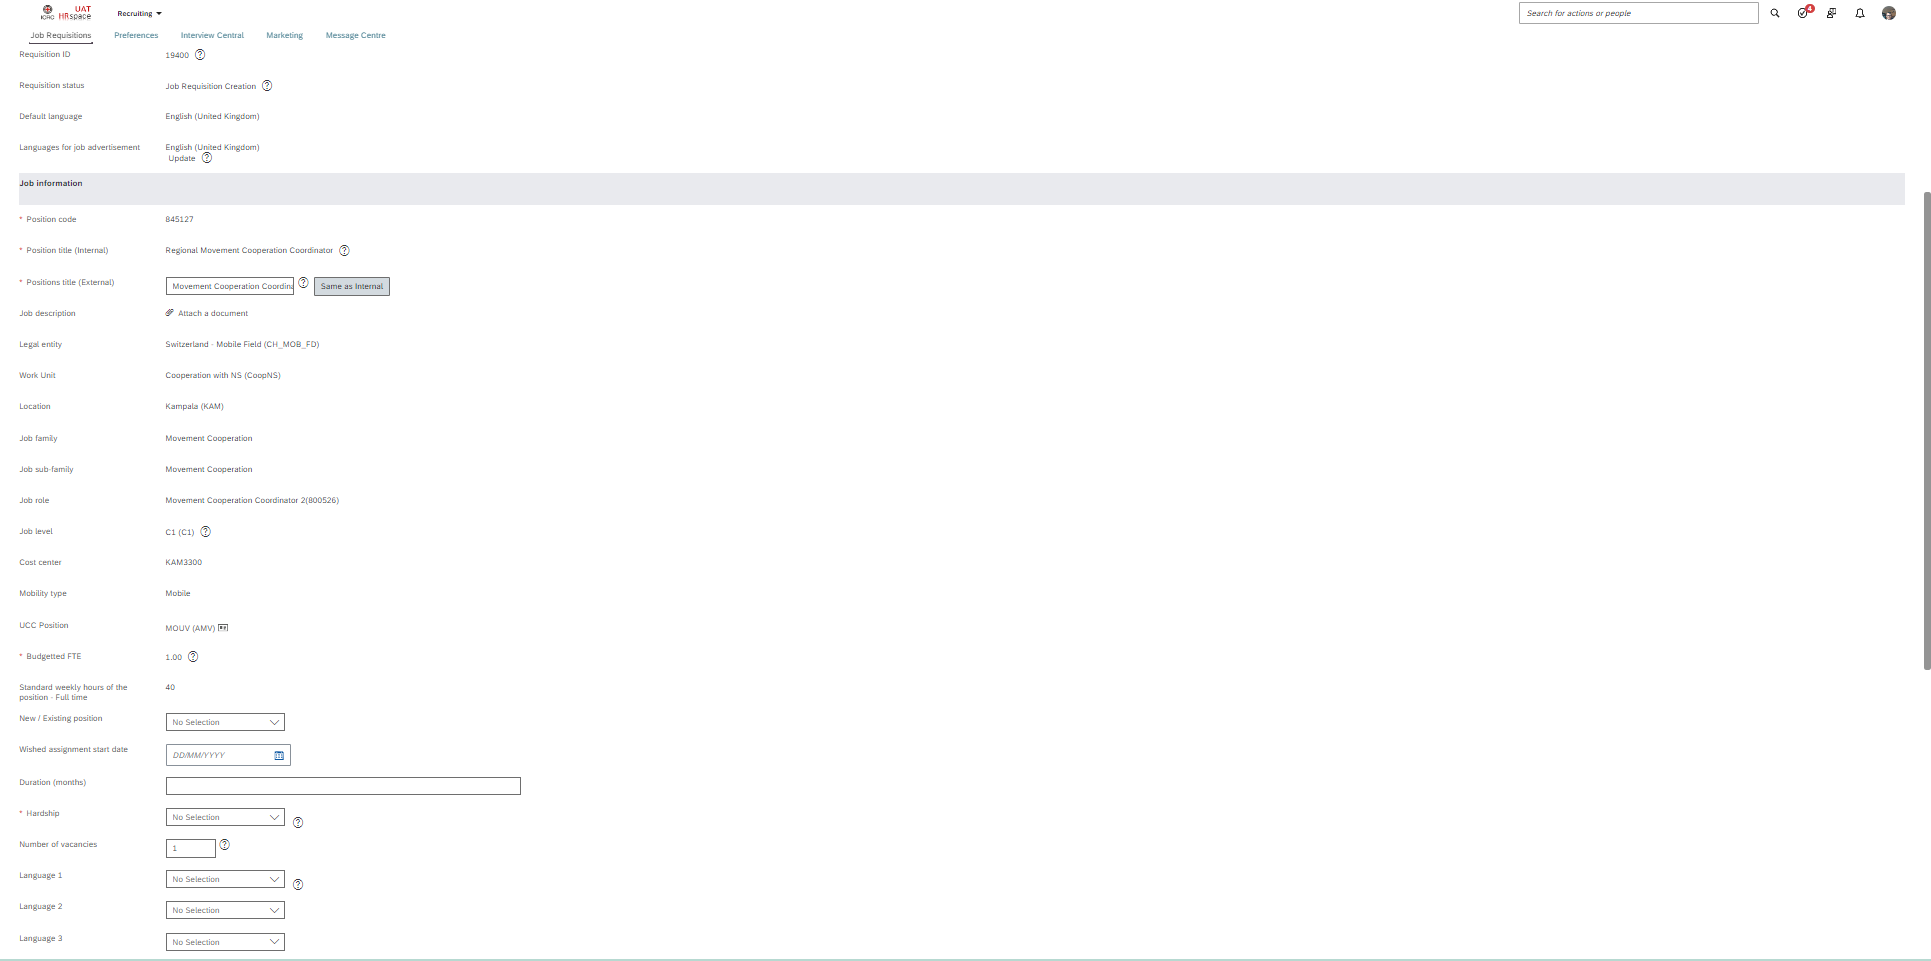 UAT
ICRC HRspace
Recruiting
Search for actions or people
4
Job Requisitions Preferences Interview Central Marketing Message Centre
Requisition ID 19400 ?
Requisition status Job Requisition Creation ?
Default language English (United Kingdom)
Languages for job advertisement English (United Kingdom)
Update ?
Job information
* Position code 845127
* Position title (Internal) Regional Movement Cooperation Coordinator ?
* Positions title (External) Movement Cooperation Coordina ? Same as Internal
Job description Attach a document
Legal entity Switzerland - Mobile Field (CH_MOB_FD)
Work Unit Cooperation with NS (CoopNS)
Location Kampala (KAM)
Job family Movement Cooperation
Job sub-family Movement Cooperation
Job role Movement Cooperation Coordinator 2(800526)
Job level C1 (C1) ?
Cost center KAM3300
Mobility type Mobile
UCC Position MOUV (AMV)
* Budgetted FTE 1.00 ?
Standard weekly hours of the 40
position - Full time
New / Existing position No Selection
Wished assignment start date DD/MM/YYYY
Duration (months)
* Hardship No Selection ?
Number of vacancies 1 ?
Language 1 No Selection ?
Language 2 No Selection
Language 3 No Selection